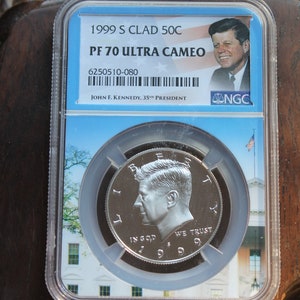 1999 S CLAD 50C
PF 70 ULTRA CAMEO
6250510-080
JOHN F. KENNEDY, 35TH PRESIDENT
NGC
LIBERTY
IN GOD WE TRUST
S
1999